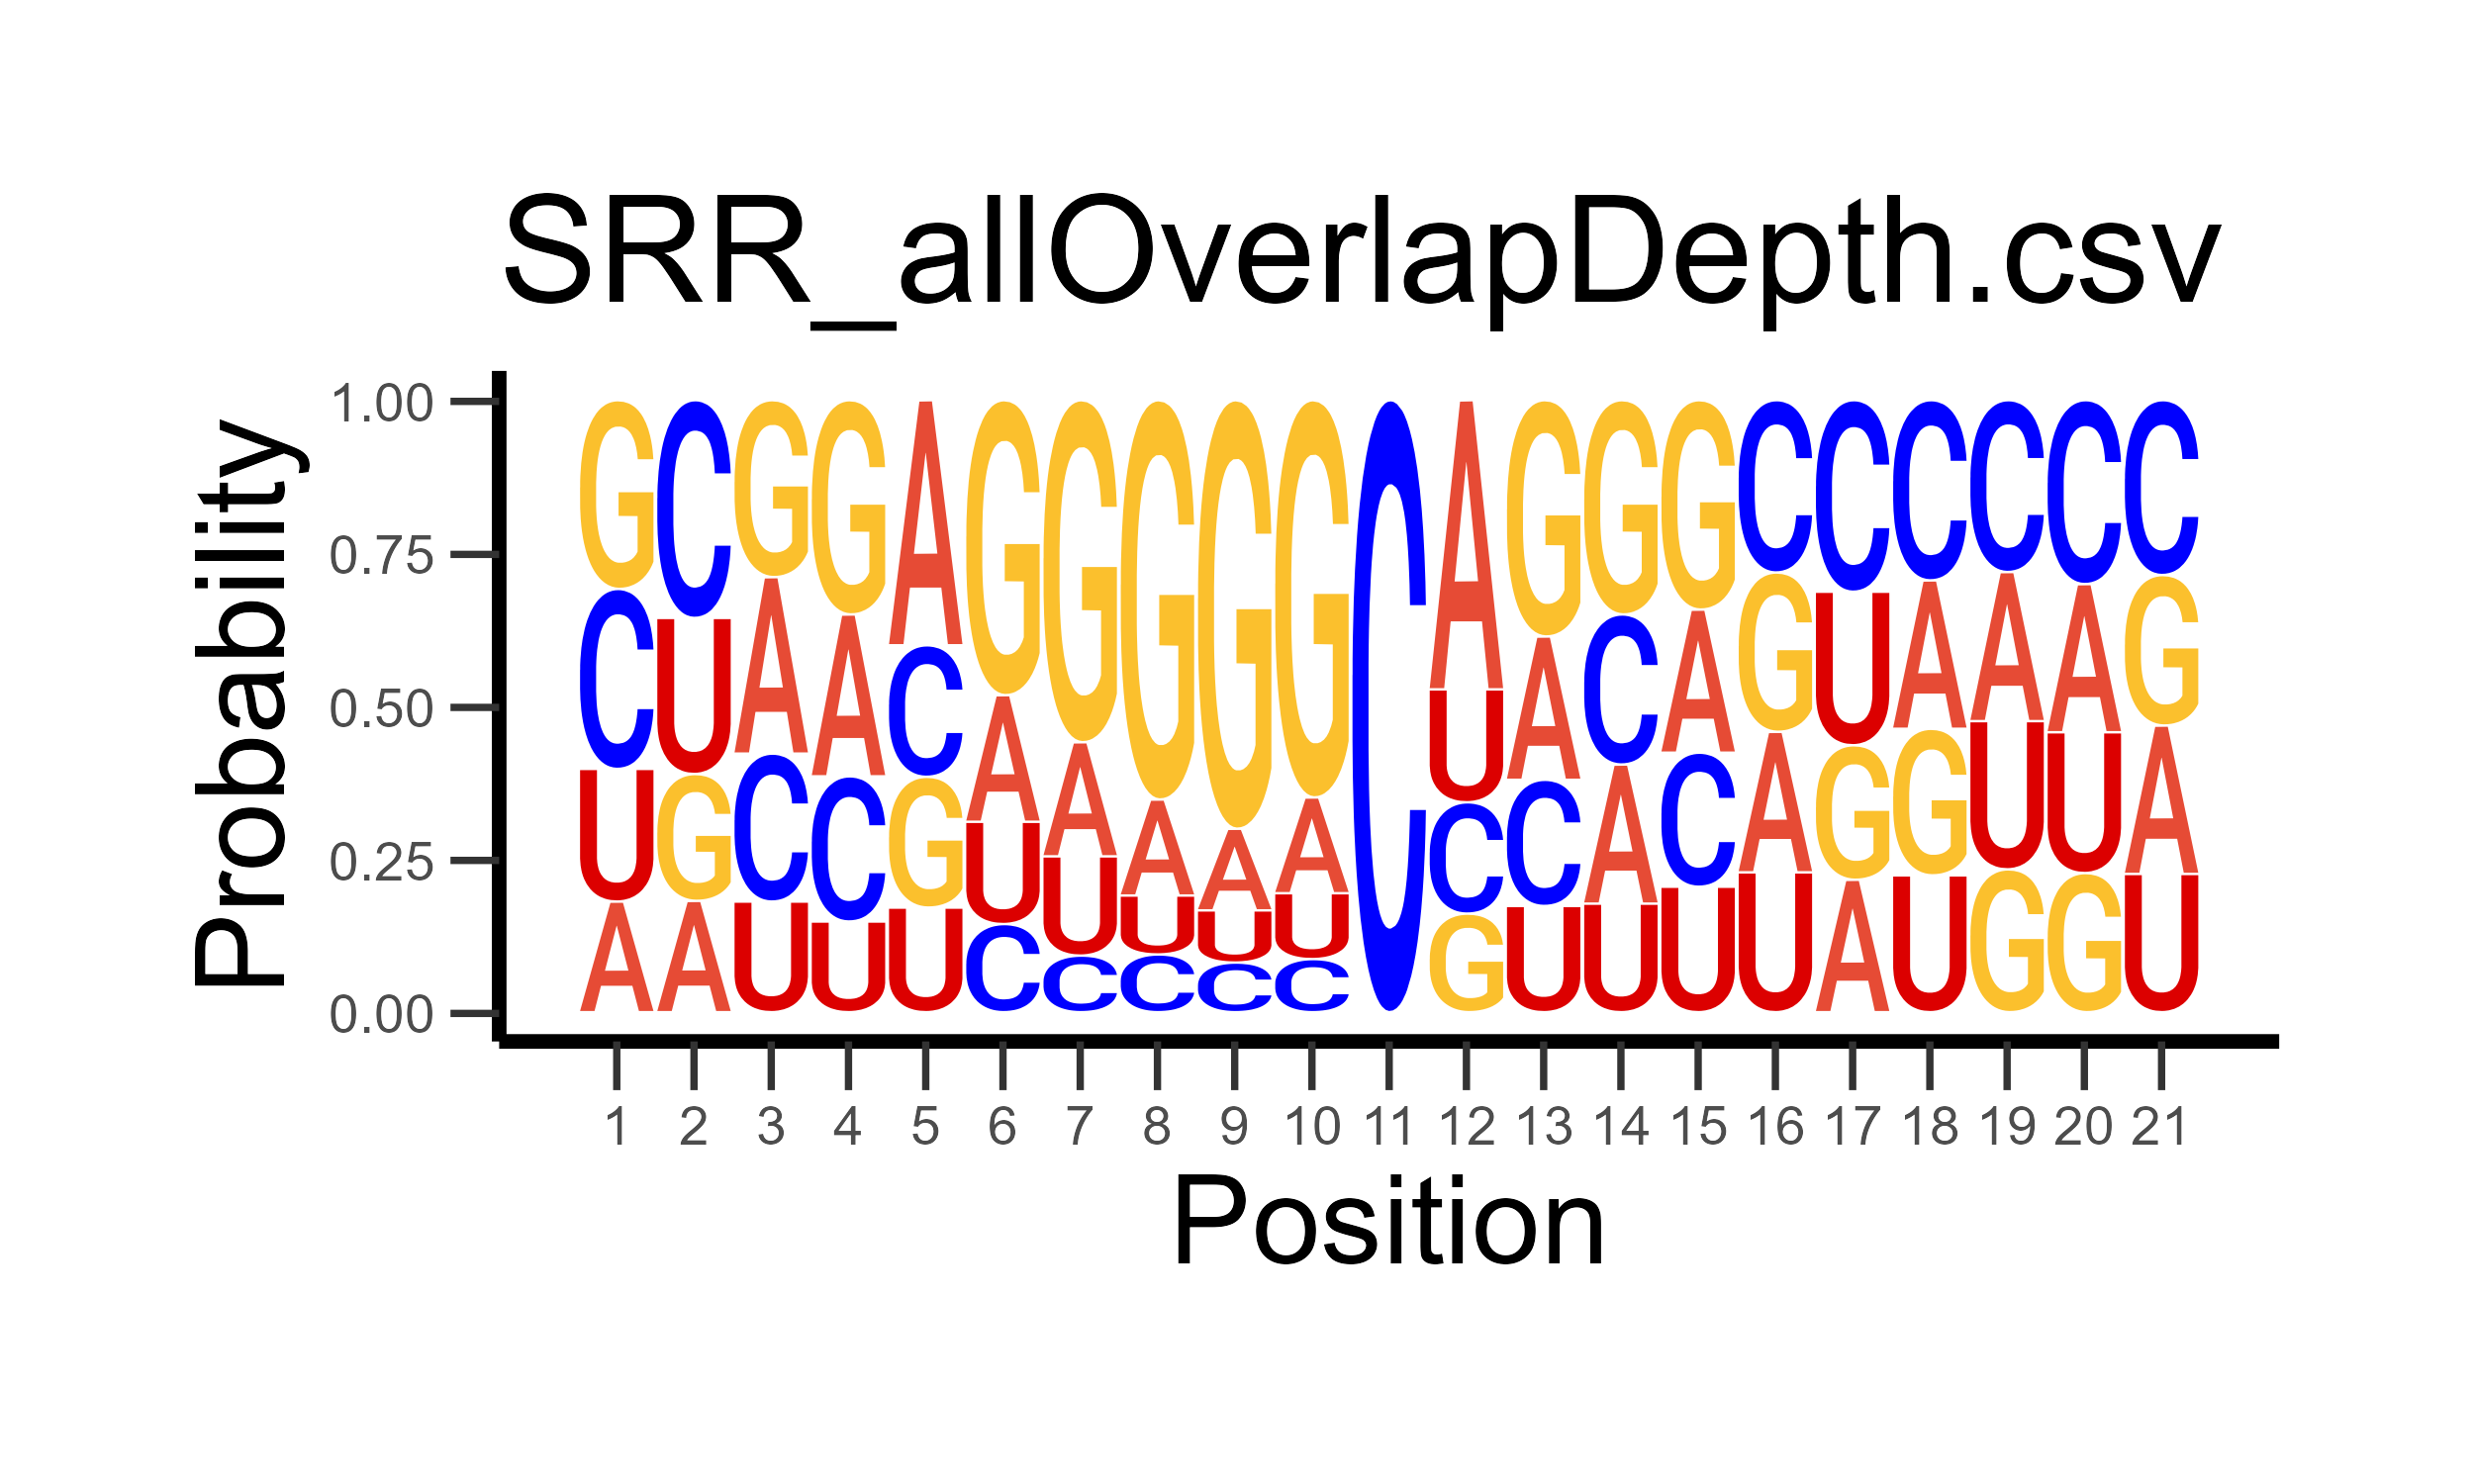 SRR_allOverlapDepth.csv
Probability
1.00
0.75
0.50
0.25
0.00
G C G G A G G G G G C A G G G C C C C C C
C U A A C A A A A A U A C A G U A A A G
U G C C G U U U U U C C A C A G G U U A
A A U U U C C C C C G U U U U A U G G U
1 2 3 4 5 6 7 8 9 10 11 12 13 14 15 16 17 18 19 20 21
Position